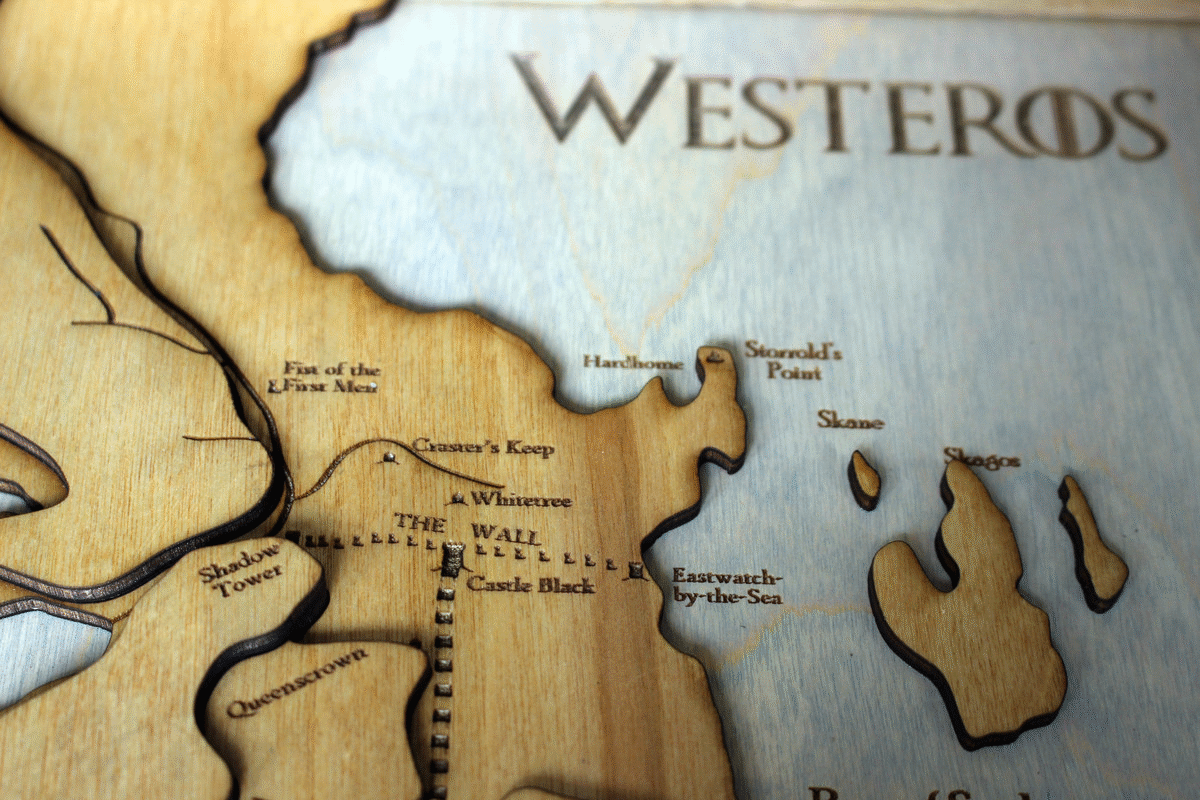 WESTEROS
Hardhome
Storrold's
Point
Fist of the
First Men
Skane
Craster's Keep
Skagos
Whitetree
THE WALL
Shadow
Tower
Castle Black
Eastwatch-
by-the-Sea
Queenscrown